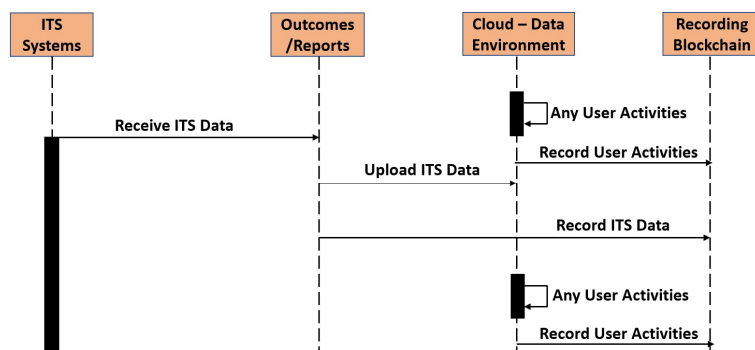 ITS
Systems
Outcomes
/Reports
Cloud – Data
Environment
Recording
Blockchain
Any User Activities
Receive ITS Data
Record User Activities
Upload ITS Data
Record ITS Data
Any User Activities
Record User Activities